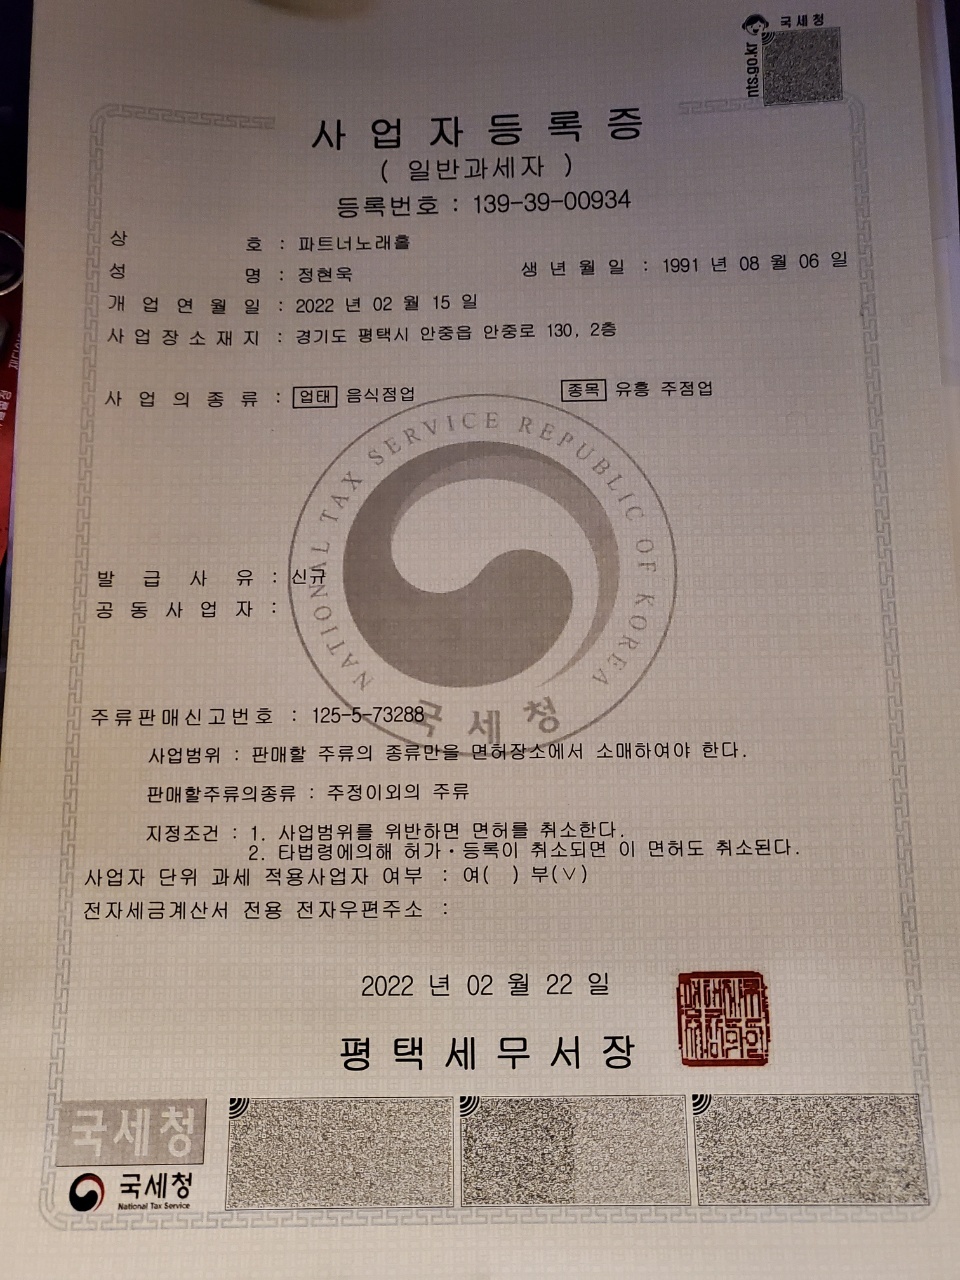 국세청
nts.go.kr
사업자등록증
( 일반과세자 )
등록번호 : 139-39-00934
상 호 : 파트너노래홀
성 명 : 정현욱 생년월일 : 1991 년 08 월 06 일
개업연월일 : 2022 년 02 월 15 일
사업장소재지 : 경기도 평택시 안중읍 안중로 130, 2층
사업의종류 : 업태 음식점업 종목 유흥 주점업
NATIONAL TAX SERVICE REPUBLIC OF KOREA
발급사유 : 신규
공동사업자 :
국세청
주류판매신고번호 : 125-5-73288
사업범위 : 판매할 주류의 종류만을 면허장소에서 소매하여야 한다.
판매할주류의종류 : 주정이외의 주류
지정조건 : 1. 사업범위를 위반하면 면허를 취소한다.
2. 타법령에의해 허가·등록이 취소되면 이 면허도 취소된다.
사업자 단위 과세 적용사업자 여부 : 여( ) 부(∨)
전자세금계산서 전용 전자우편주소 :
2022 년 02 월 22 일
평택세무서장
국세청
국세청
National Tax Service